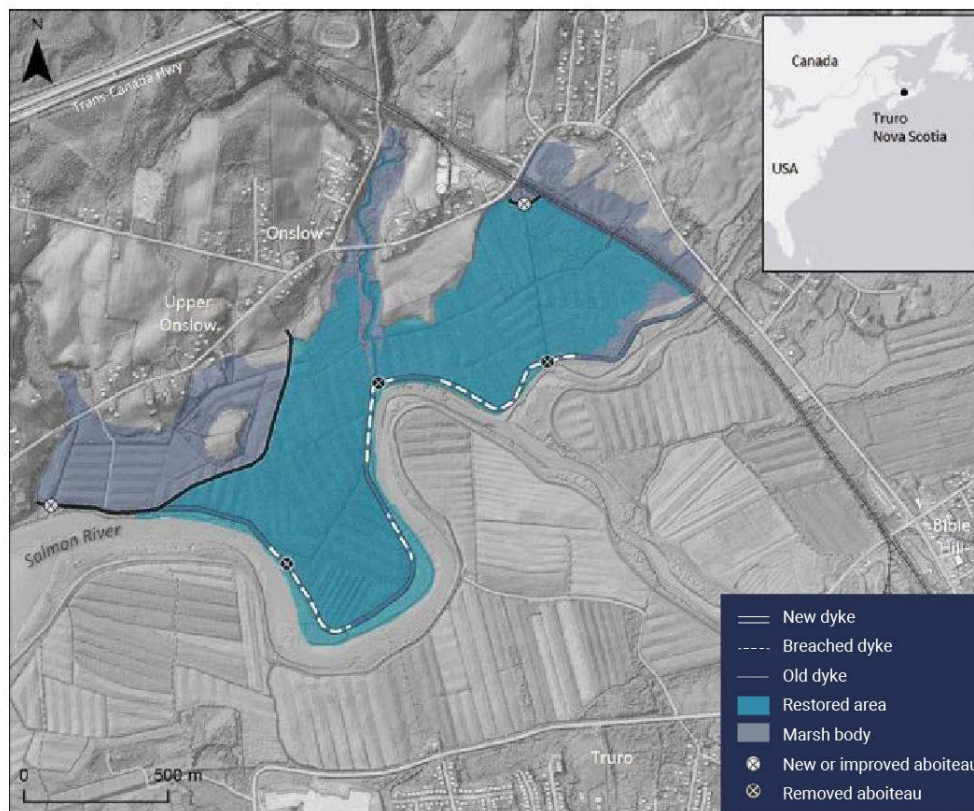 N
Trans-Canada Hwy
Onslow
Upper
Onslow
Salmon River
Bible
Hill
Truro
0
500 m
Canada
Truro
Nova Scotia
USA
New dyke
Breached dyke
Old dyke
Restored area
Marsh body
New or improved aboiteau
Removed aboiteau